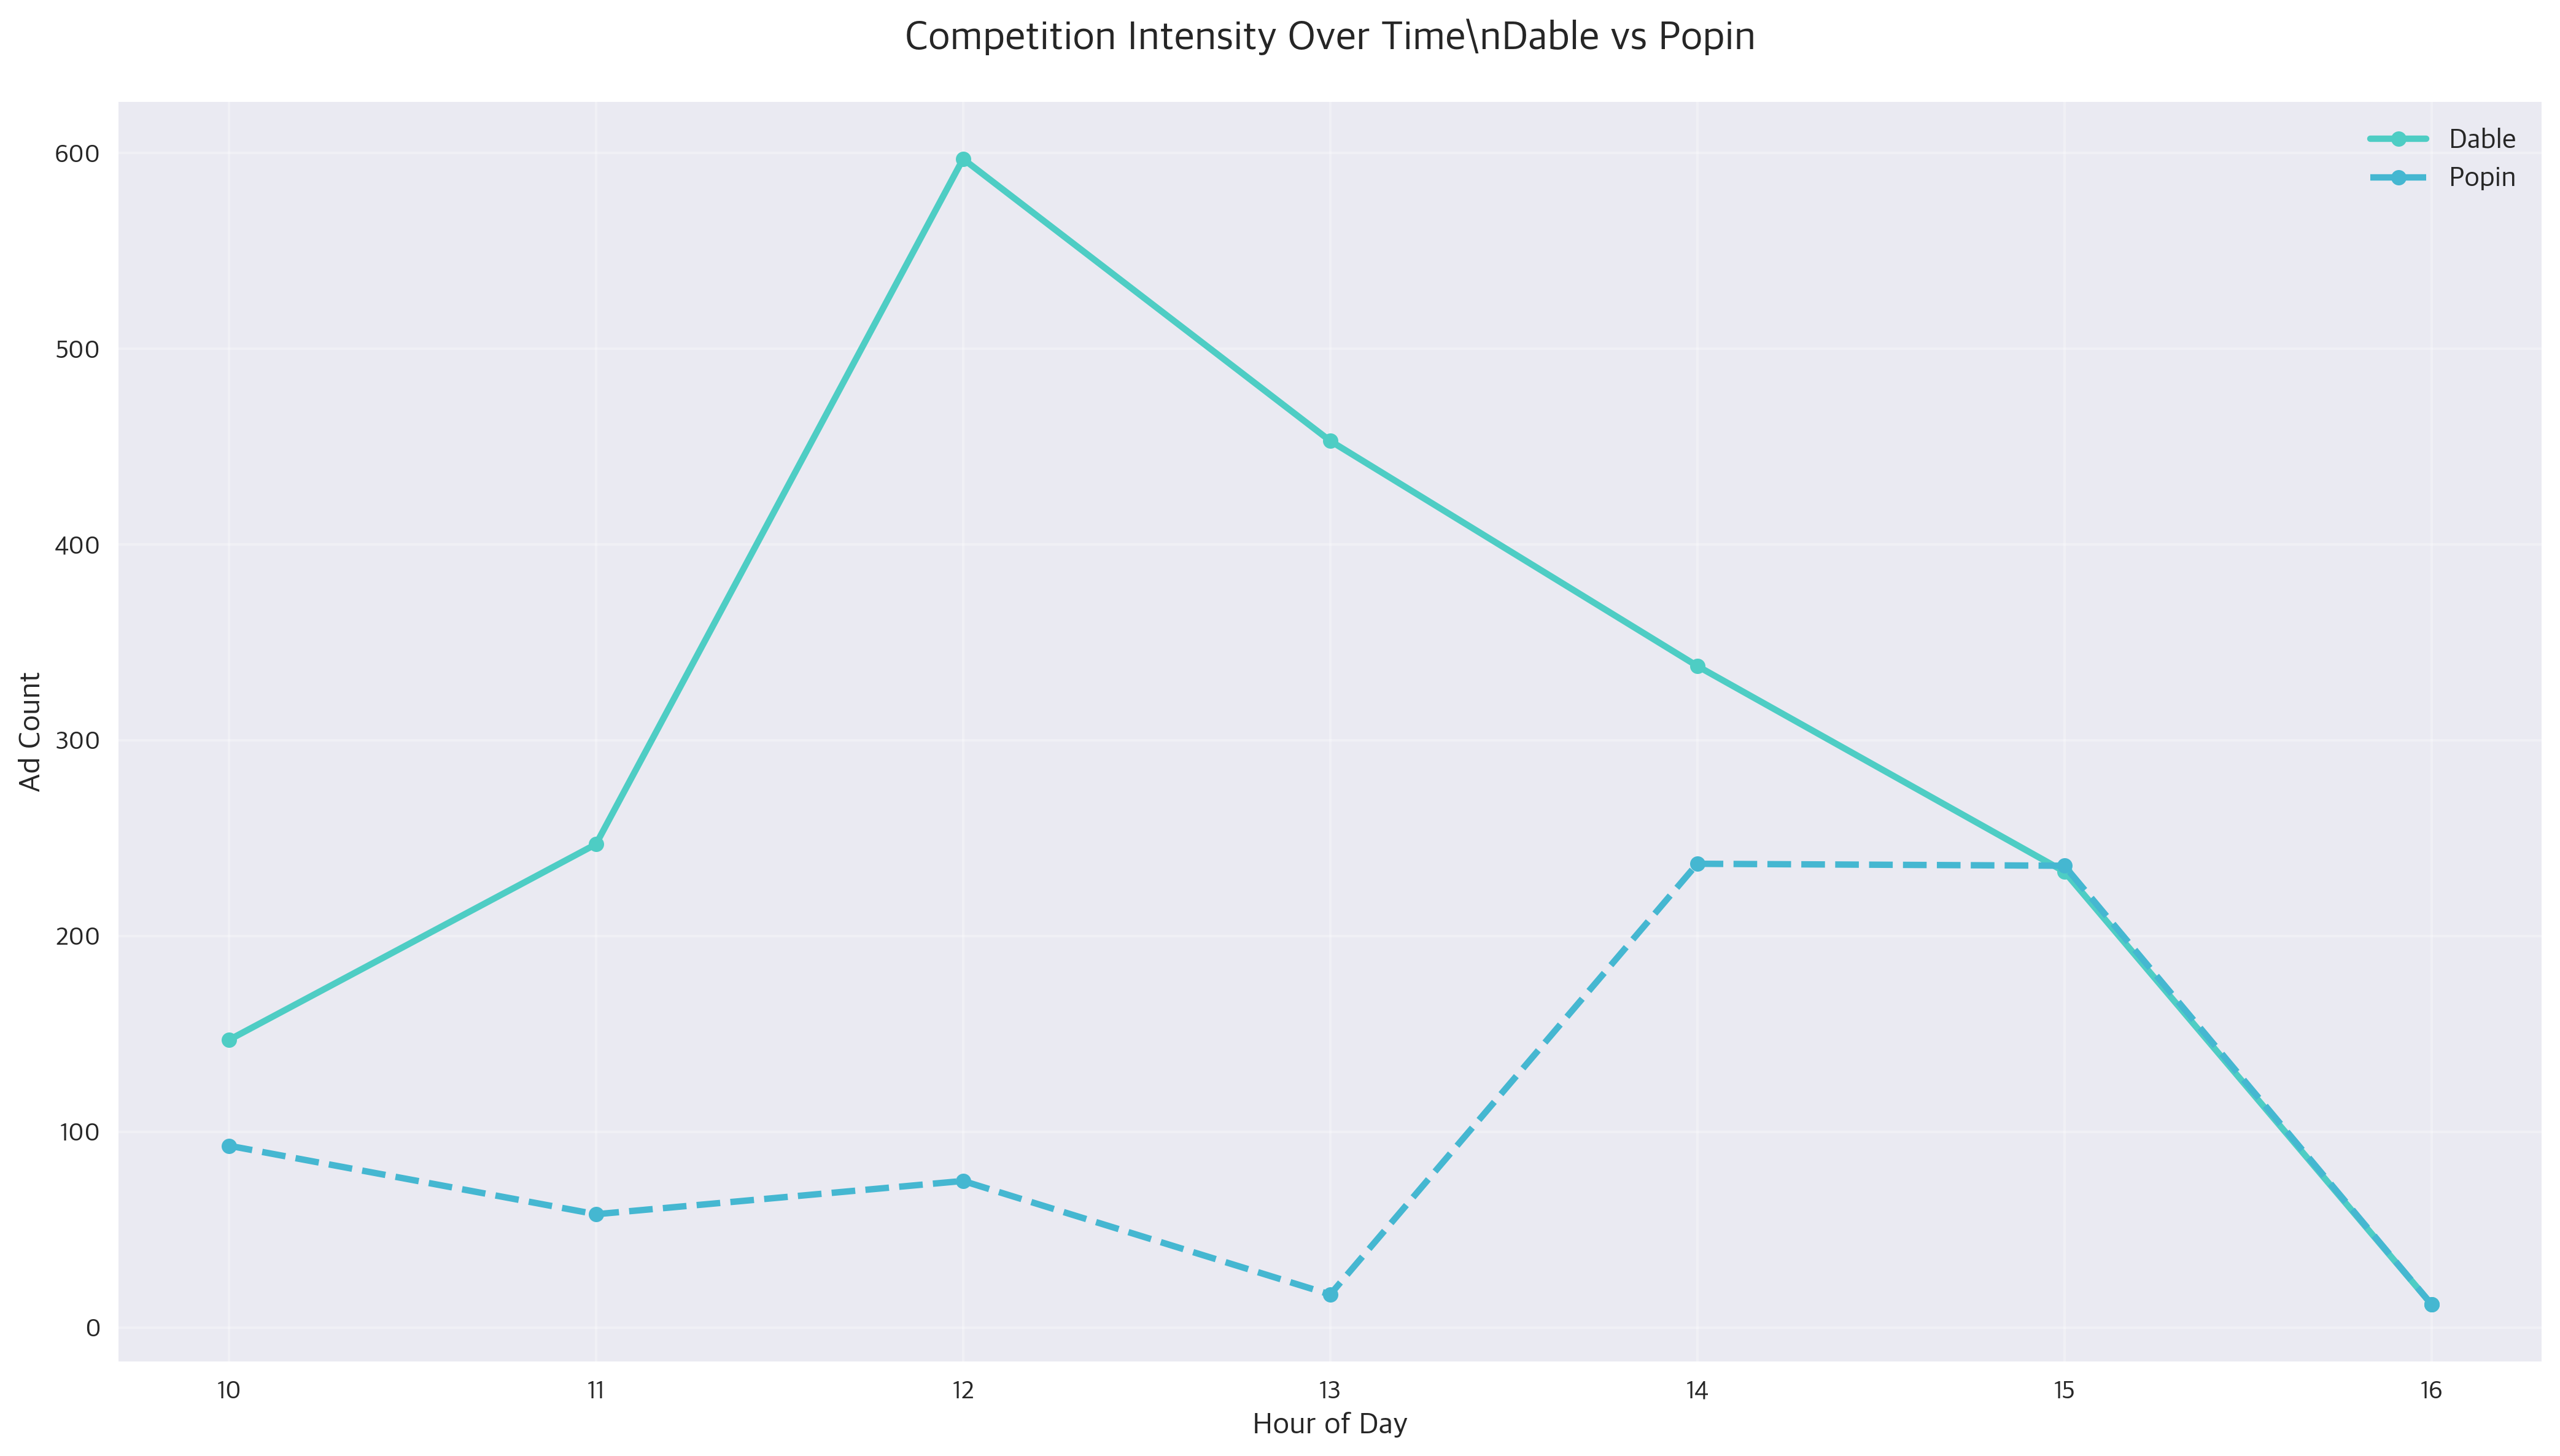 Competition Intensity Over Time\nDable vs Popin
Dable
Popin
600
500
400
300
200
100
0
Ad Count
10 11 12 13 14 15 16
Hour of Day